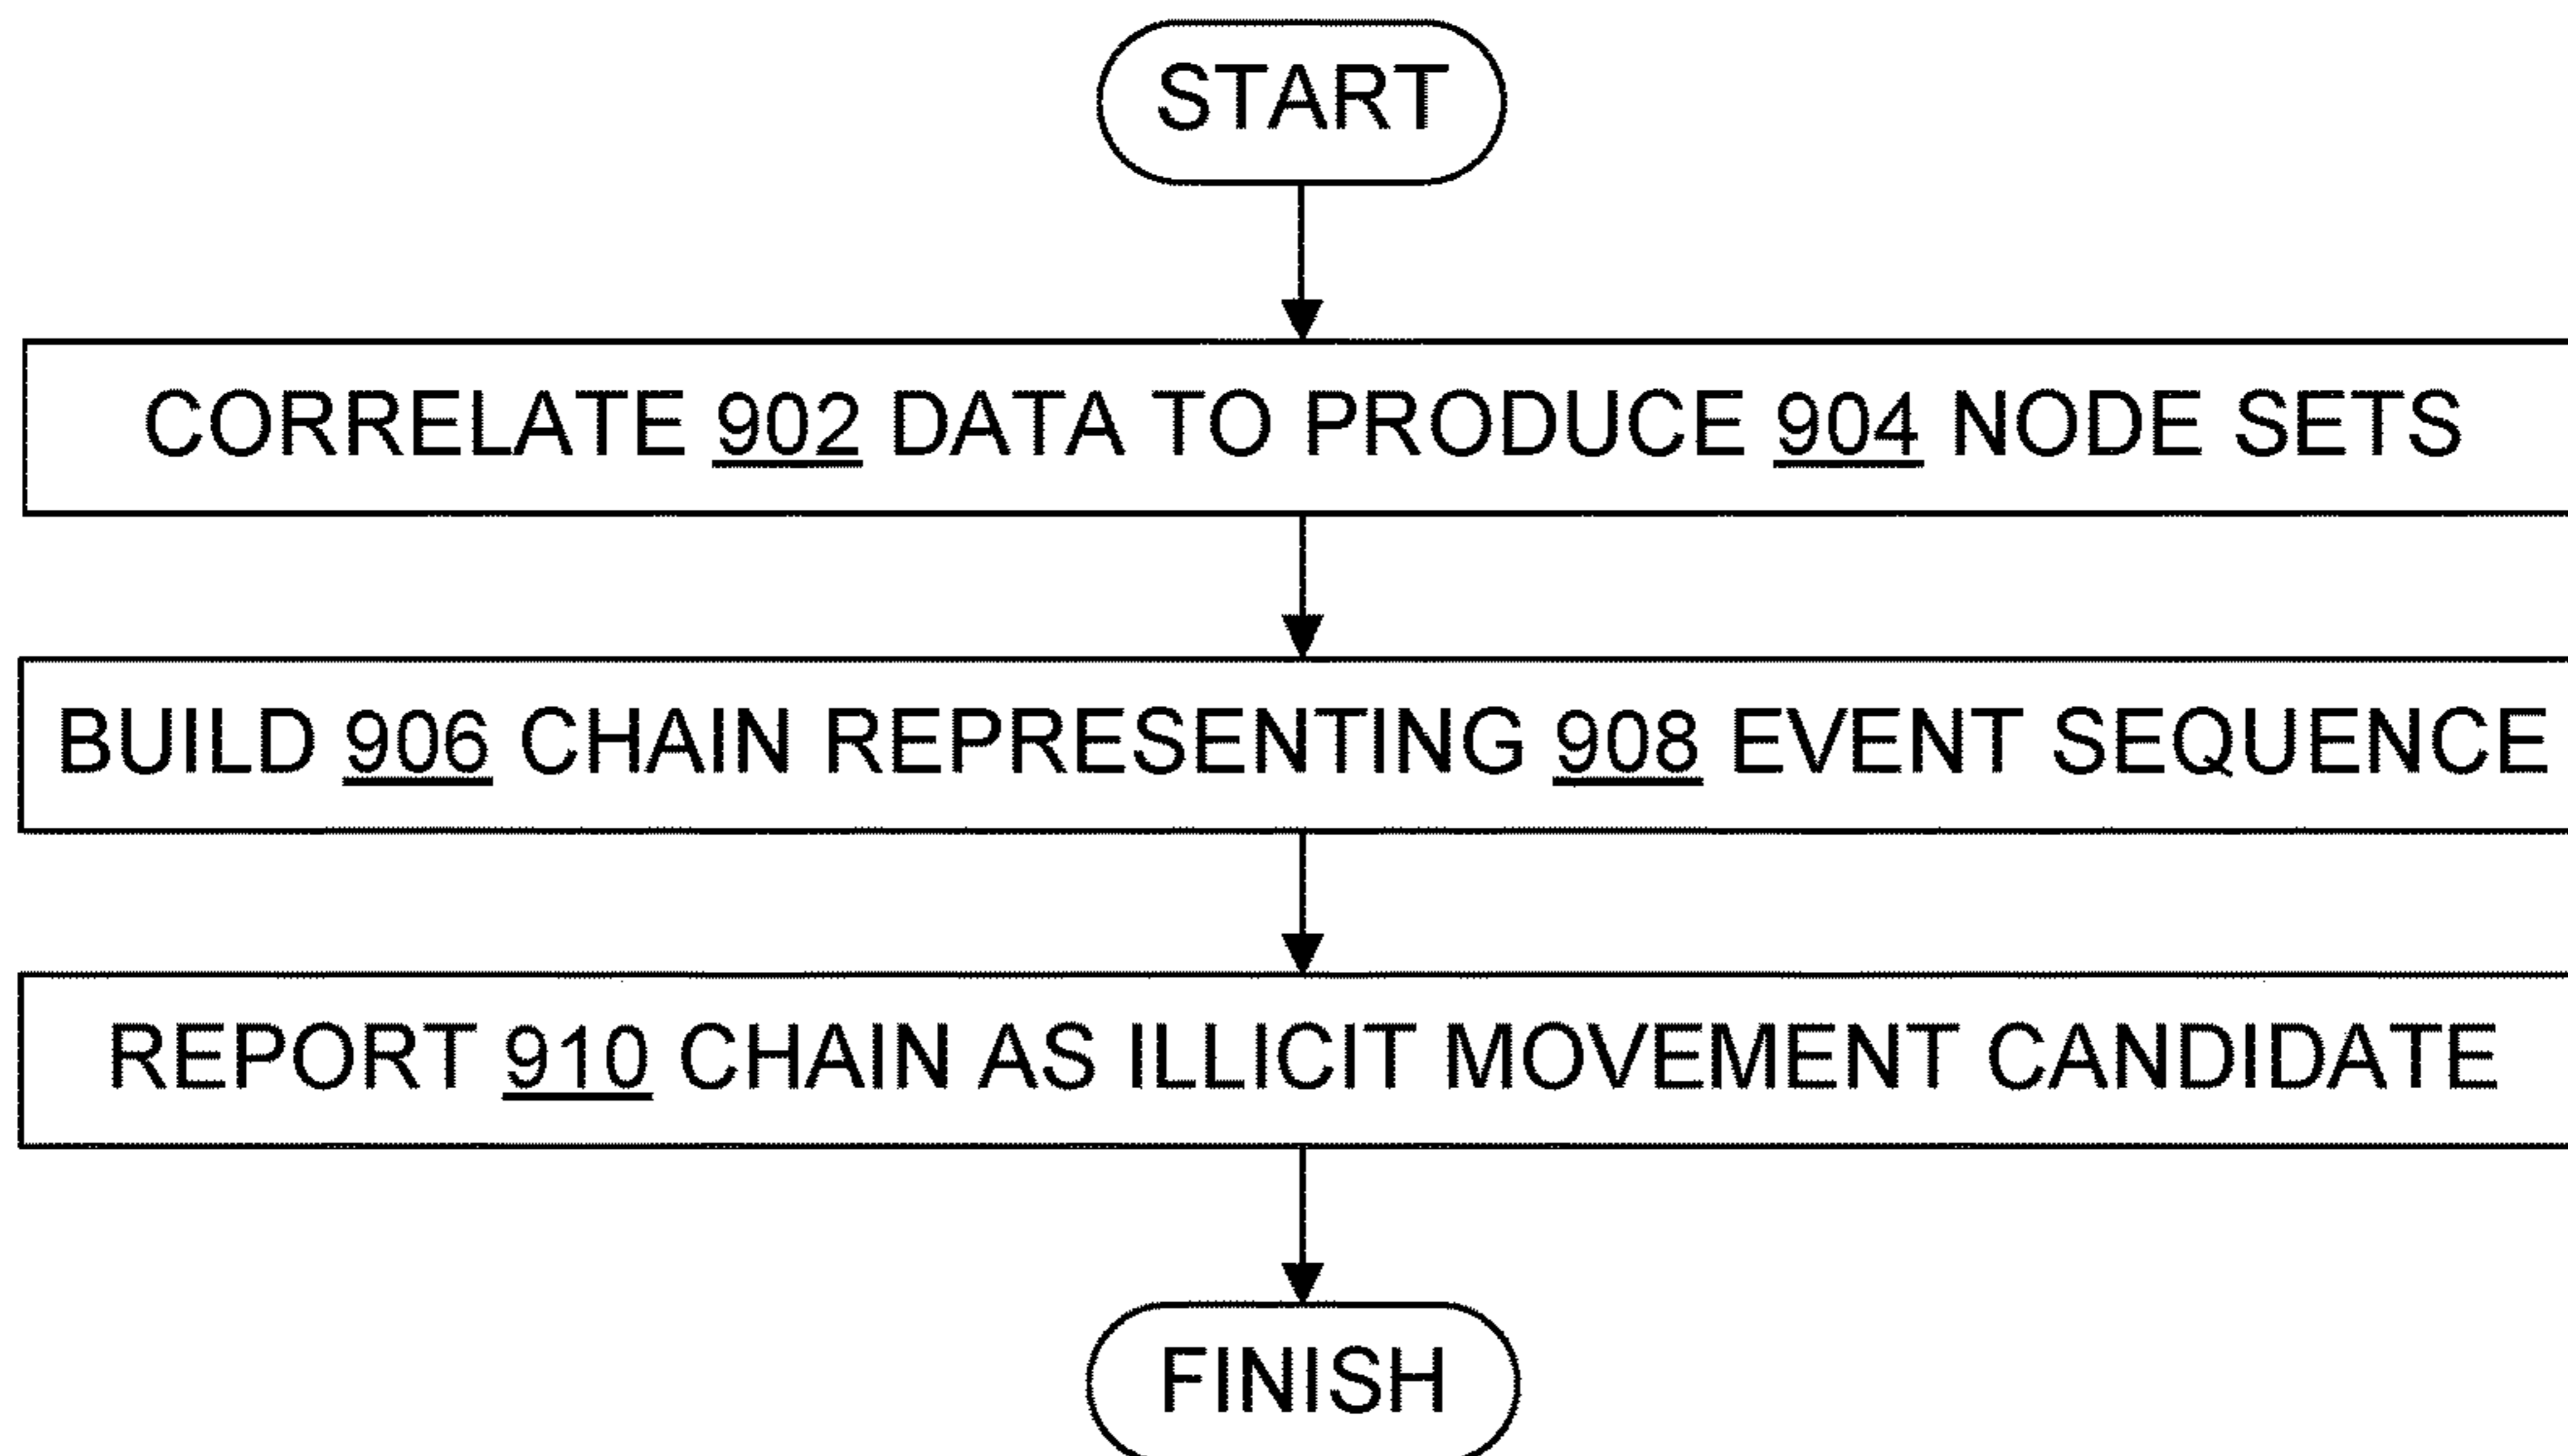 START
CORRELATE 902 DATA TO PRODUCE 904 NODE SETS
BUILD 906 CHAIN REPRESENTING 908 EVENT SEQUENCE
REPORT 910 CHAIN AS ILLICIT MOVEMENT CANDIDATE
FINISH